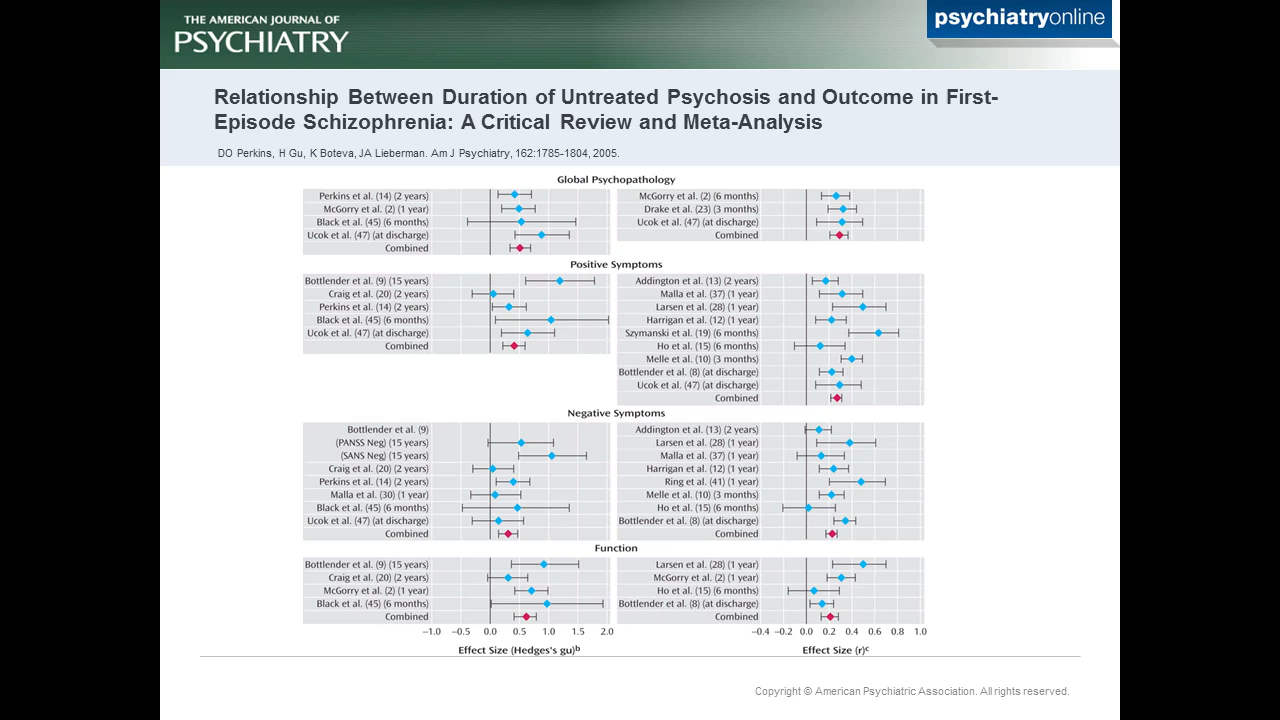 THE AMERICAN JOURNAL OF
PSYCHIATRY
psychiatryonline
Relationship Between Duration of Untreated Psychosis and Outcome in First-
Episode Schizophrenia: A Critical Review and Meta-Analysis
DO Perkins, H Gu, K Boteva, JA Lieberman. Am J Psychiatry, 162:1785-1804, 2005.
Global Psychopathology
Perkins et al. (14) (2 years)
McGorry et al. (2) (1 year)
Black et al. (45) (6 months)
Ucok et al. (47) (at discharge)
Combined
McGorry et al. (2) (6 months)
Drake et al. (23) (3 months)
Ucok et al. (47) (at discharge)
Combined
Positive Symptoms
Bottlender et al. (9) (15 years)
Craig et al. (20) (2 years)
Perkins et al. (14) (2 years)
Black et al. (45) (6 months)
Ucok et al. (47) (at discharge)
Combined
Addington et al. (13) (2 years)
Malla et al. (37) (1 year)
Larsen et al. (28) (1 year)
Harrigan et al. (12) (1 year)
Szymanski et al. (19) (6 months)
Ho et al. (15) (6 months)
Melle et al. (10) (3 months)
Bottlender et al. (8) (at discharge)
Ucok et al. (47) (at discharge)
Combined
Negative Symptoms
Bottlender et al. (9)
(PANSS Neg) (15 years)
(SANS Neg) (15 years)
Craig et al. (20) (2 years)
Perkins et al. (14) (2 years)
Malla et al. (30) (1 year)
Black et al. (45) (6 months)
Ucok et al. (47) (at discharge)
Combined
Addington et al. (13) (2 years)
Larsen et al. (28) (1 year)
Malla et al. (37) (1 year)
Harrigan et al. (12) (1 year)
Ring et al. (41) (1 year)
Melle et al. (10) (3 months)
Ho et al. (15) (6 months)
Bottlender et al. (8) (at discharge)
Combined
Function
Bottlender et al. (9) (15 years)
Craig et al. (20) (2 years)
McGorry et al. (2) (1 year)
Black et al. (45) (6 months)
Combined
Larsen et al. (28) (1 year)
McGorry et al. (2) (1 year)
Ho et al. (15) (6 months)
Bottlender et al. (8) (at discharge)
Combined
−1.0 −0.5 0.0 0.5 1.0 1.5 2.0
Effect Size (Hedges's gu)ᵇ
−0.4 −0.2 0.0 0.2 0.4 0.6 0.8 1.0
Effect Size (r)ᶜ
Copyright © American Psychiatric Association. All rights reserved.